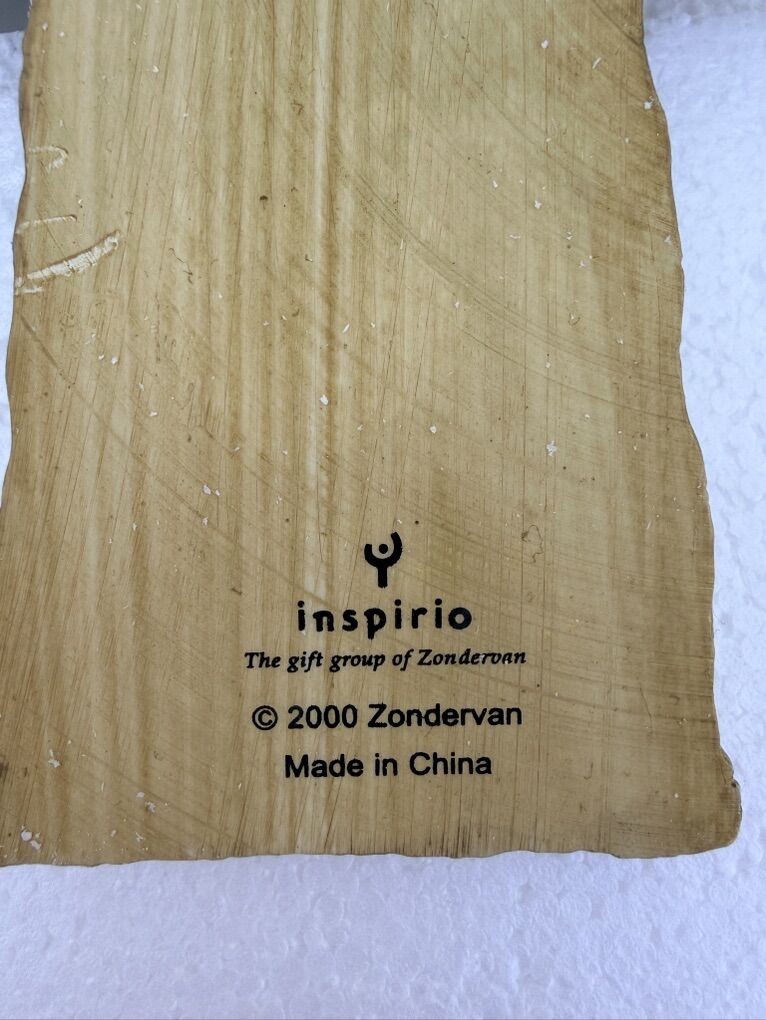 inspirio
The gift group of Zondervan
© 2000 Zondervan
Made in China